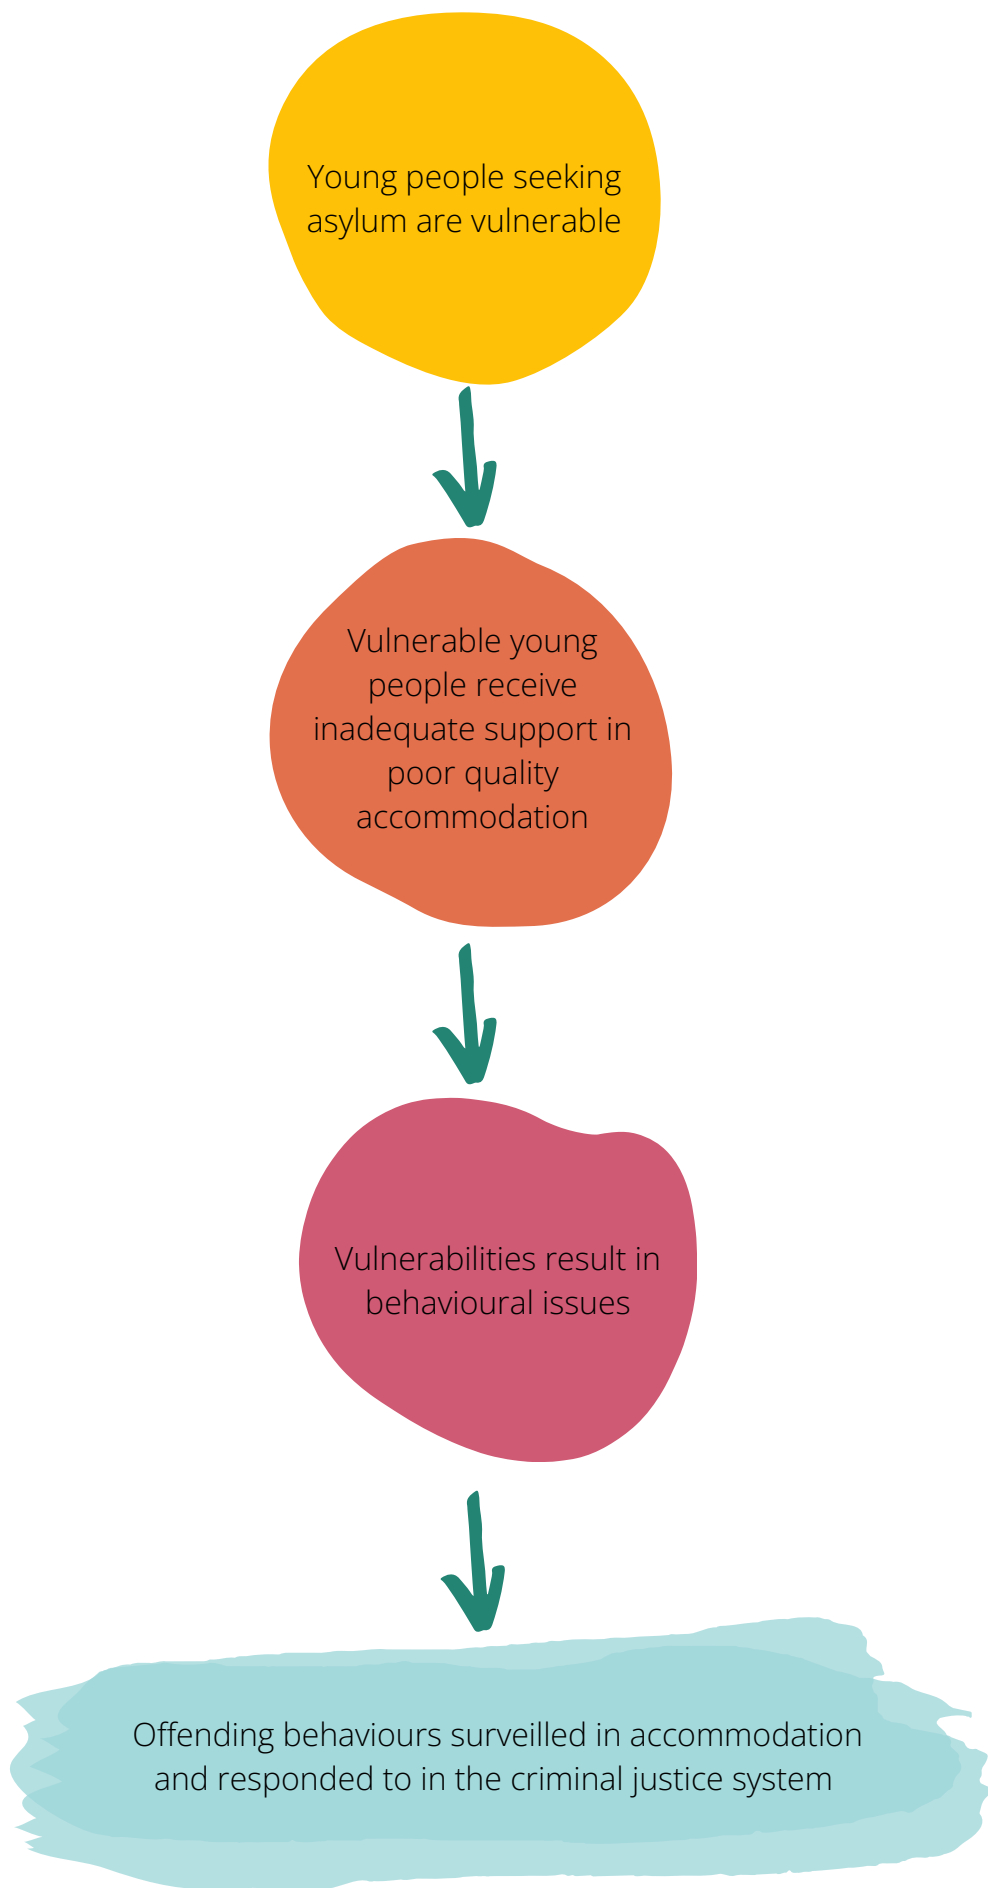 Young people seeking
asylum are vulnerable
Vulnerable young
people receive
inadequate support in
poor quality
accommodation
Vulnerabilities result in
behavioural issues
Offending behaviours surveilled in accommodation
and responded to in the criminal justice system